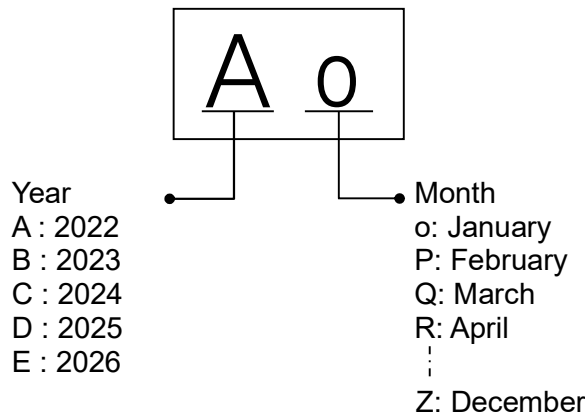 A o
Year
A : 2022
B : 2023
C : 2024
D : 2025
E : 2026
Month
o: January
P: February
Q: March
R: April
Z: December